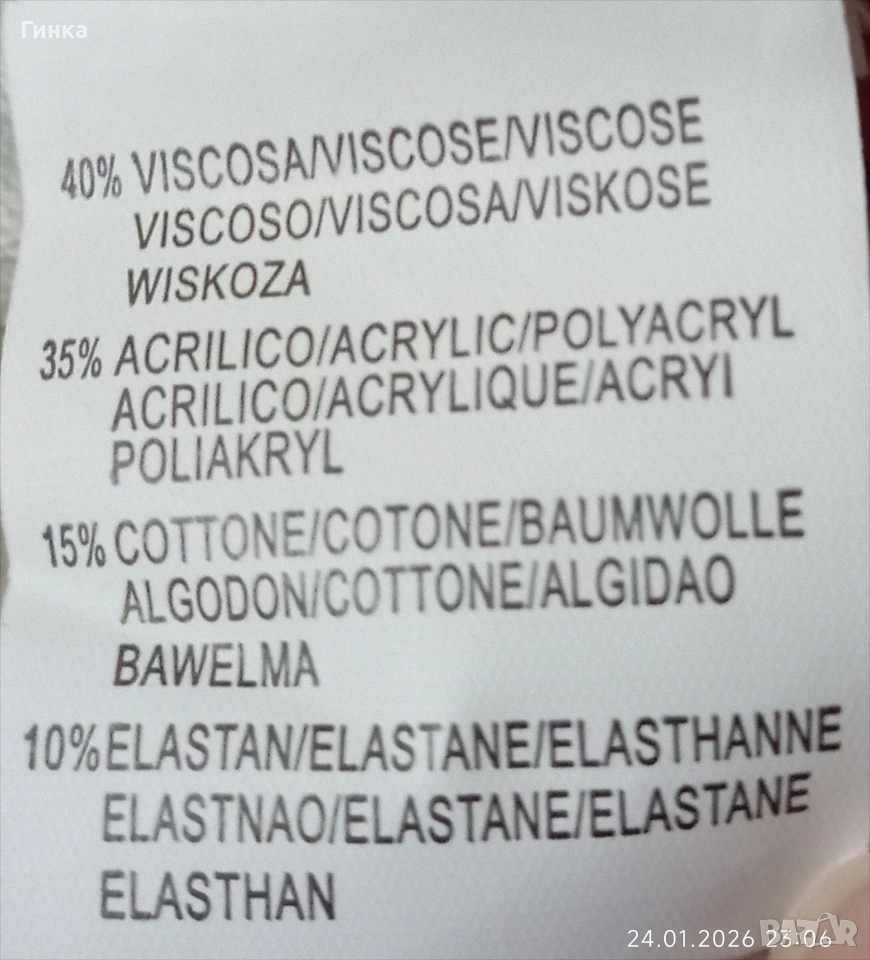 Гинка
40% VISCOSA/VISCOSE/VISCOSE
VISCOSO/VISCOSA/VISKOSE
WISKOZA
35% ACRILICO/ACRYLIC/POLYACRYL
ACRILICO/ACRYLIQUE/ACRYI
POLIAKRYL
15% COTTONE/COTONE/BAUMWOLLE
ALGODON/COTTONE/ALGIDAO
BAWELMA
10% ELASTAN/ELASTANE/ELASTHANNE
ELASTNAO/ELASTANE/ELASTANE
ELASTHAN
BAZAR
24.01.2026 23:06